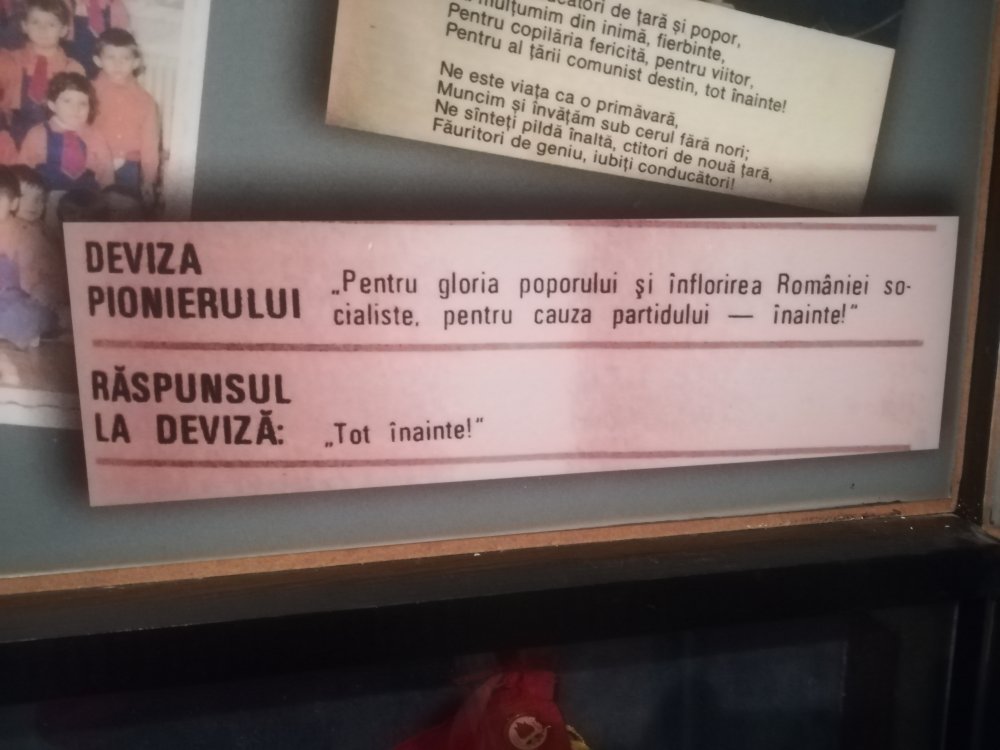 de țară și popor,
mulțumim din inimă, fierbinte,
Pentru copilăria fericită, pentru viitor,
Pentru al țării comunist destin, tot înainte!
Ne este viața ca o primăvară,
Muncim și învățăm sub cerul fără nori;
Ne sînteți pildă înaltă, ctitori de nouă țară,
Făuritori de geniu, iubiți conducători!
DEVIZA
PIONIERULUI
„Pentru gloria poporului și înflorirea României so-
cialiste, pentru cauza partidului — înainte!"
RĂSPUNSUL
LA DEVIZĂ:
„Tot înainte!"